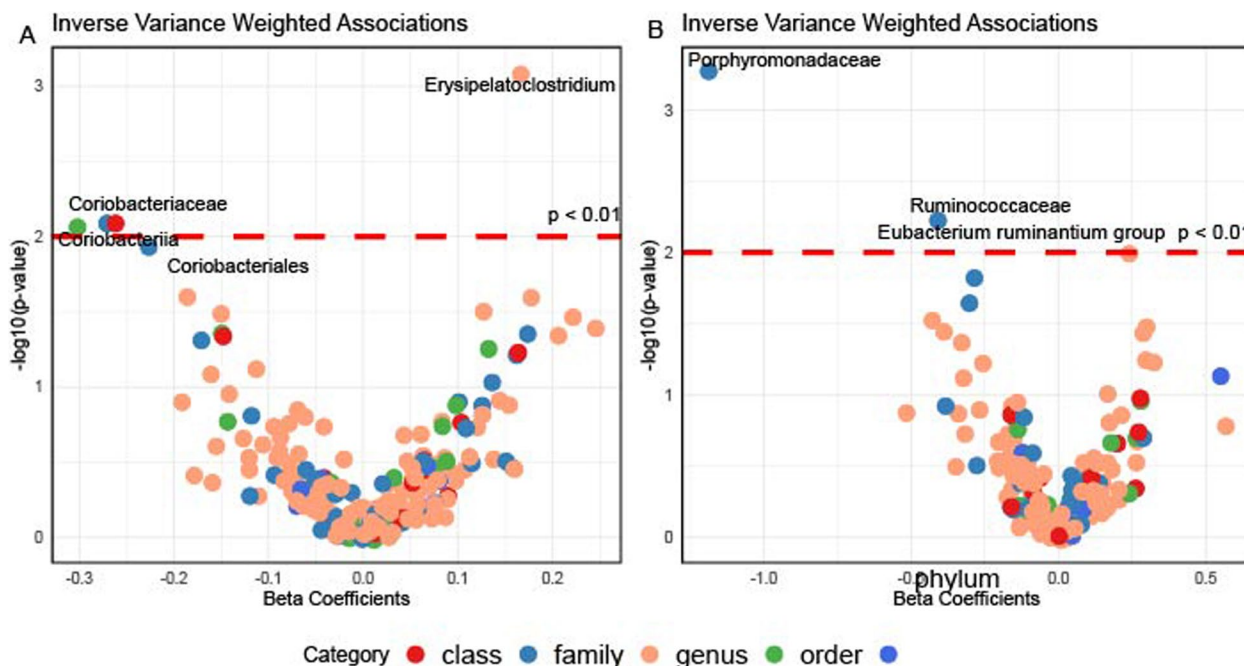 A Inverse Variance Weighted Associations
3
2
1
0
-log10(p-value)
Erysipelatoclostridium
Coriobacteriaceae
p < 0.01
Coriobacteriia
Coriobacteriales
-0.3 -0.2 -0.1 0.0 0.1 0.2
Beta Coefficients
B Inverse Variance Weighted Associations
3
2
1
0
-log10(p-value)
Porphyromonadaceae
Ruminococcaceae
Eubacterium ruminantium group p < 0.01
-1.0 0.0 0.5
phylum
Beta Coefficients
Category class family genus order